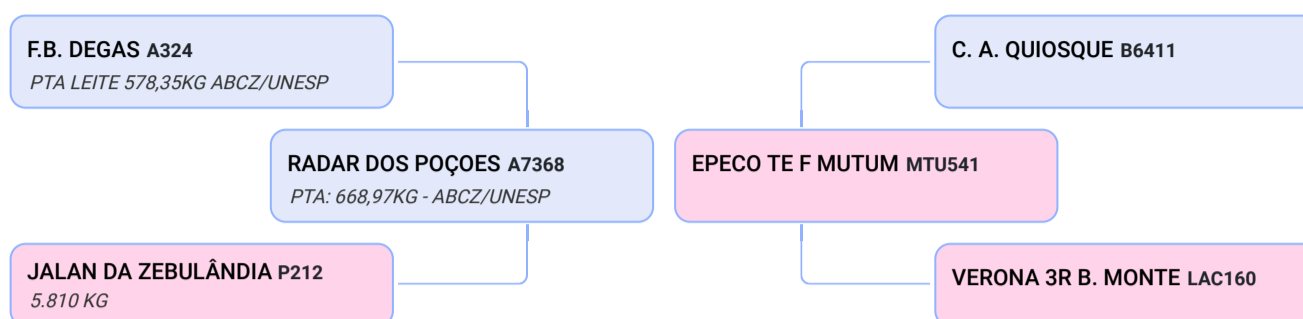 F.B. DEGAS A324
PTA LEITE 578,35KG ABCZ/UNESP
C. A. QUIOSQUE B6411
RADAR DOS POÇOES A7368
PTA: 668,97KG - ABCZ/UNESP
EPECO TE F MUTUM MTU541
JALAN DA ZEBULÂNDIA P212
5.810 KG
VERONA 3R B. MONTE LAC160